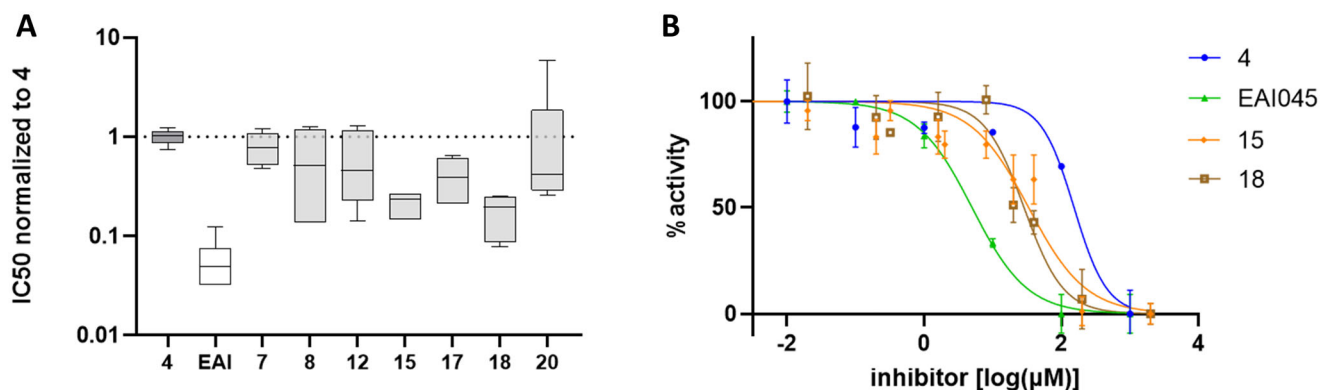 A
IC50 normalized to 4
10
1
0.1
0.01
4 EAI 7 8 12 15 17 18 20
B
% activity
100
50
0
-2 0 2 4
inhibitor [log(µM)]
4
EAI045
15
18